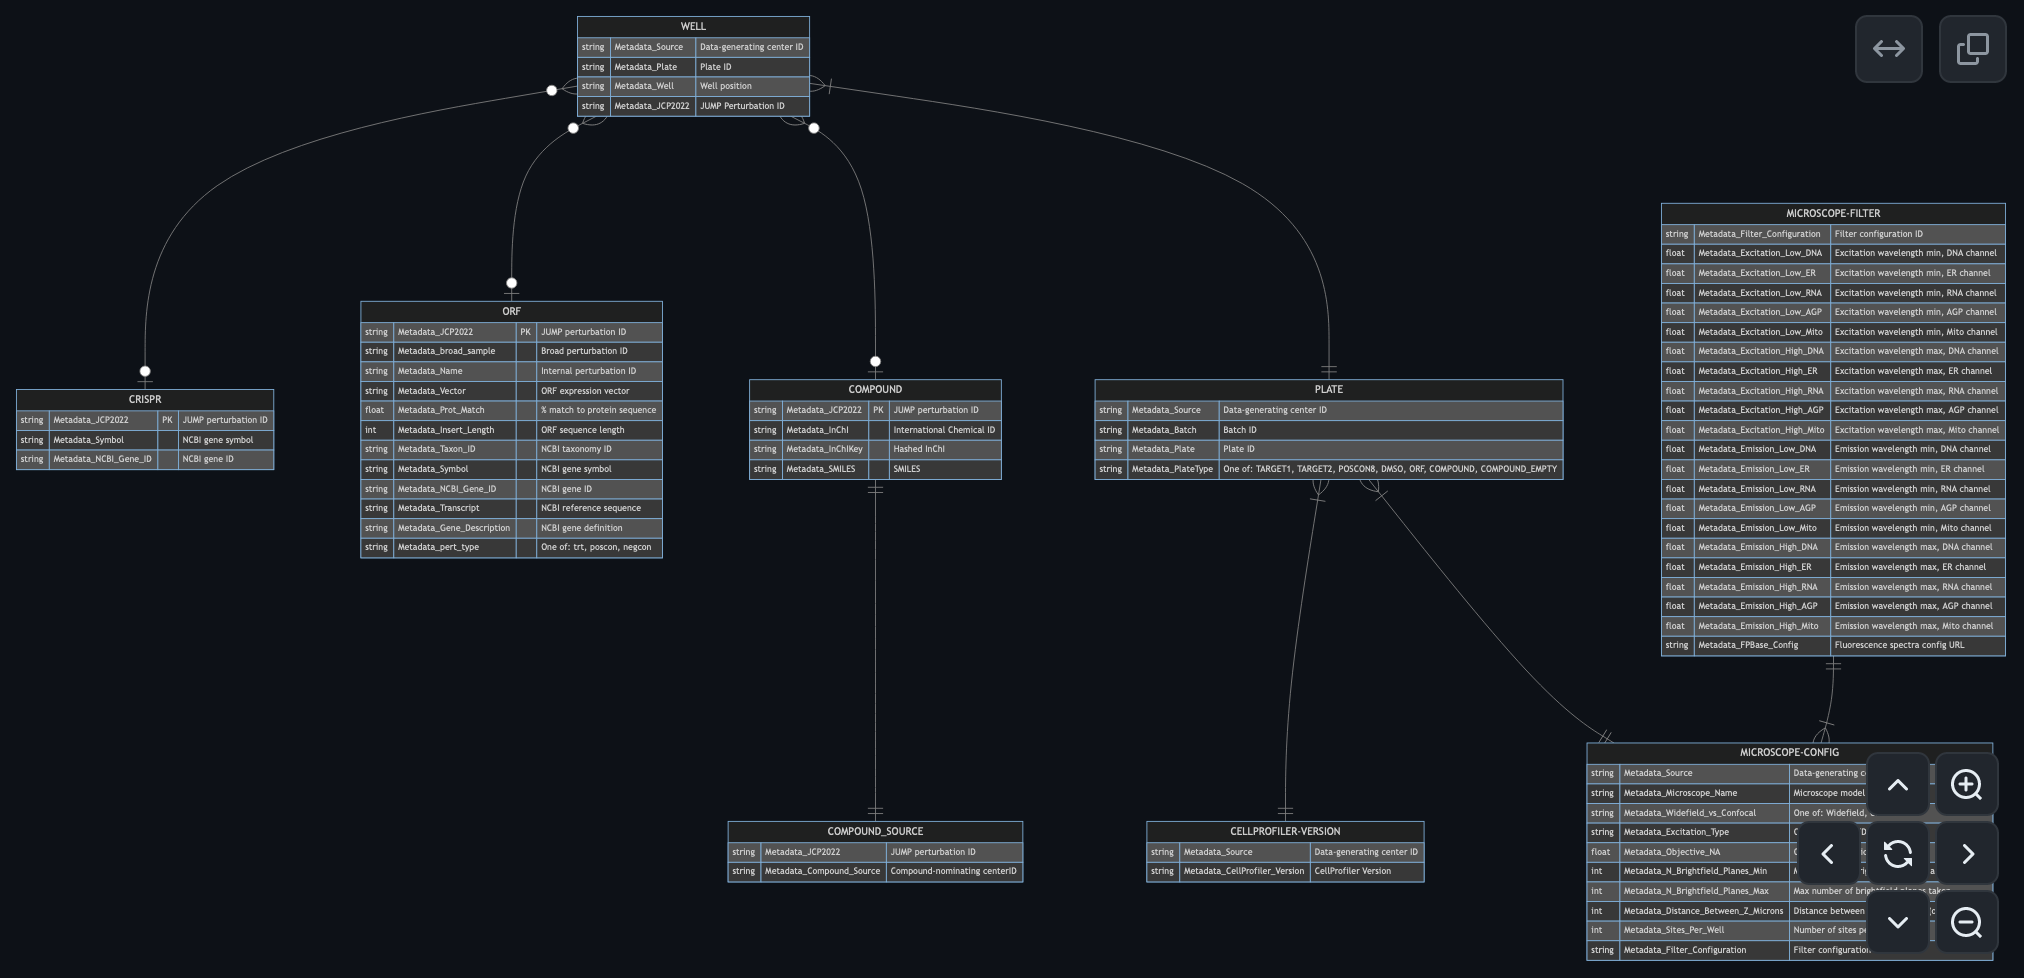 WELL
string Metadata_Source Data-generating center ID
string Metadata_Plate Plate ID
string Metadata_Well Well position
string Metadata_JCP2022 JUMP Perturbation ID
CRISPR
string Metadata_JCP2022 PK JUMP perturbation ID
string Metadata_Symbol NCBI gene symbol
string Metadata_NCBI_Gene_ID NCBI gene ID
ORF
string Metadata_JCP2022 PK JUMP perturbation ID
string Metadata_broad_sample Broad perturbation ID
string Metadata_Name Internal perturbation ID
string Metadata_Vector ORF expression vector
float Metadata_Prot_Match % match to protein sequence
int Metadata_Insert_Length ORF sequence length
string Metadata_Taxon_ID NCBI taxonomy ID
string Metadata_Symbol NCBI gene symbol
string Metadata_NCBI_Gene_ID NCBI gene ID
string Metadata_Transcript NCBI reference sequence
string Metadata_Gene_Description NCBI gene definition
string Metadata_pert_type One of: trt, poscon, negcon
COMPOUND
string Metadata_JCP2022 PK JUMP perturbation ID
string Metadata_InChI International Chemical ID
string Metadata_InChIKey Hashed InChI
string Metadata_SMILES SMILES
PLATE
string Metadata_Source Data-generating center ID
string Metadata_Batch Batch ID
string Metadata_Plate Plate ID
string Metadata_PlateType One of: TARGET1, TARGET2, POSCON8, DMSO, ORF, COMPOUND, COMPOUND_EMPTY
MICROSCOPE-FILTER
string Metadata_Filter_Configuration Filter configuration ID
float Metadata_Excitation_Low_DNA Excitation wavelength min, DNA channel
float Metadata_Excitation_Low_ER Excitation wavelength min, ER channel
float Metadata_Excitation_Low_RNA Excitation wavelength min, RNA channel
float Metadata_Excitation_Low_AGP Excitation wavelength min, AGP channel
float Metadata_Excitation_Low_Mito Excitation wavelength min, Mito channel
float Metadata_Excitation_High_DNA Excitation wavelength max, DNA channel
float Metadata_Excitation_High_ER Excitation wavelength max, ER channel
float Metadata_Excitation_High_RNA Excitation wavelength max, RNA channel
float Metadata_Excitation_High_AGP Excitation wavelength max, AGP channel
float Metadata_Excitation_High_Mito Excitation wavelength max, Mito channel
float Metadata_Emission_Low_DNA Emission wavelength min, DNA channel
float Metadata_Emission_Low_ER Emission wavelength min, ER channel
float Metadata_Emission_Low_RNA Emission wavelength min, RNA channel
float Metadata_Emission_Low_AGP Emission wavelength min, AGP channel
float Metadata_Emission_Low_Mito Emission wavelength min, Mito channel
float Metadata_Emission_High_DNA Emission wavelength max, DNA channel
float Metadata_Emission_High_ER Emission wavelength max, ER channel
float Metadata_Emission_High_RNA Emission wavelength max, RNA channel
float Metadata_Emission_High_AGP Emission wavelength max, AGP channel
float Metadata_Emission_High_Mito Emission wavelength max, Mito channel
string Metadata_FPBase_Config Fluorescence spectra config URL
COMPOUND_SOURCE
string Metadata_JCP2022 JUMP perturbation ID
string Metadata_Compound_Source Compound-nominating centerID
CELLPROFILER-VERSION
string Metadata_Source Data-generating center ID
string Metadata_CellProfiler_Version CellProfiler Version
MICROSCOPE-CONFIG
string Metadata_Source Data-generating
string Metadata_Microscope_Name Microscope model
string Metadata_Widefield_vs_Confocal One of: Widefield,
string Metadata_Excitation_Type
float Metadata_Objective_NA
int Metadata_N_Brightfield_Planes_Min
int Metadata_N_Brightfield_Planes_Max Max number of brightfield planes taken
int Metadata_Distance_Between_Z_Microns Distance between
int Metadata_Sites_Per_Well Number of sites
string Metadata_Filter_Configuration Filter configuration